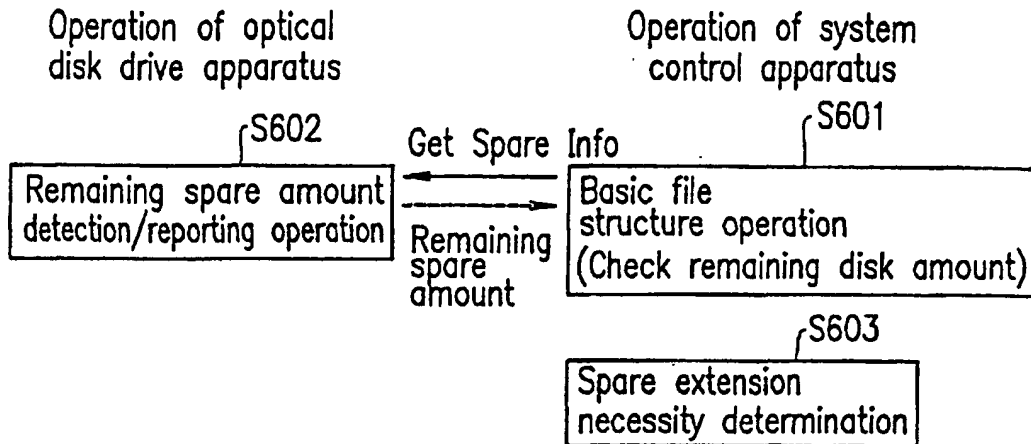 Operation of optical
disk drive apparatus
Operation of system
control apparatus
S602
S601
Get Spare Info
Remaining spare amount
detection/reporting operation
Remaining
spare
amount
Basic file
structure operation
(Check remaining disk amount)
S603
Spare extension
necessity determination